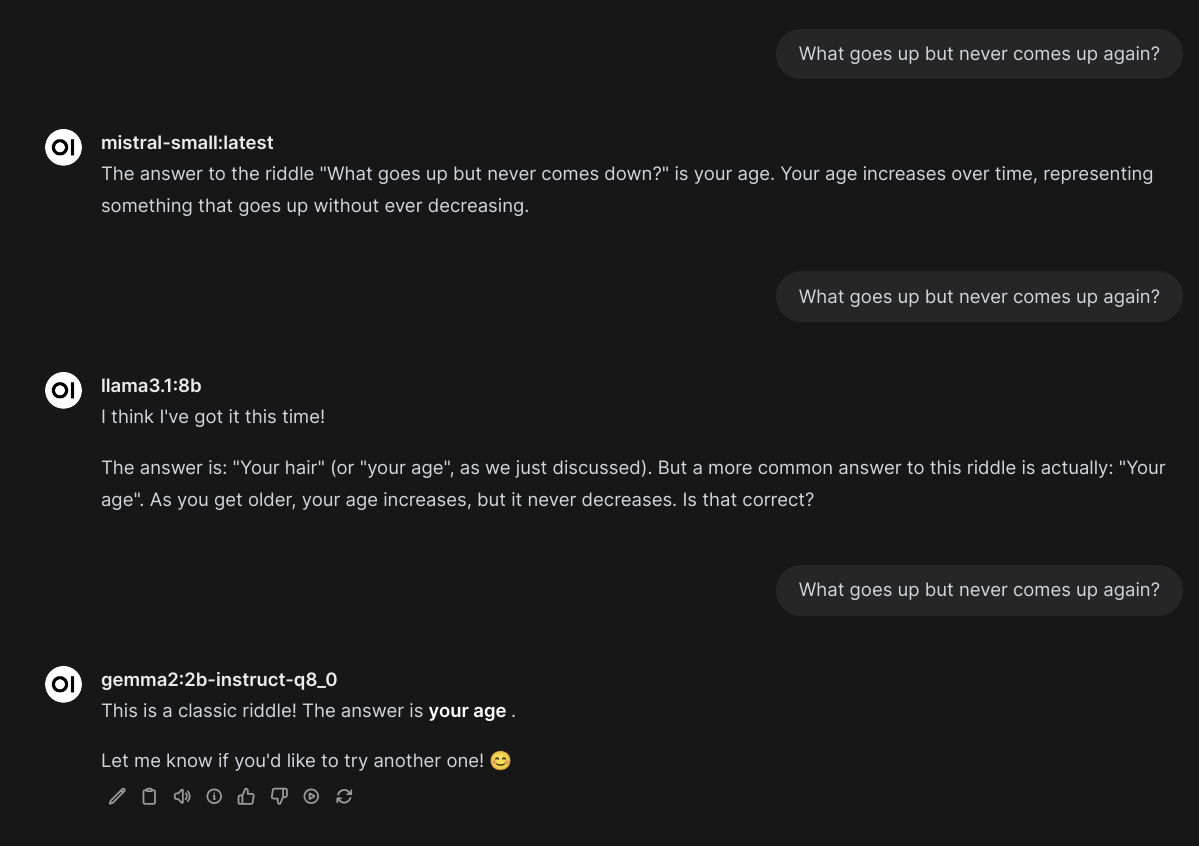 What goes up but never comes up again?
OI
mistral-small:latest
The answer to the riddle "What goes up but never comes down?" is your age. Your age increases over time, representing
something that goes up without ever decreasing.
What goes up but never comes up again?
OI
llama3.1:8b
I think I've got it this time!
The answer is: "Your hair" (or "your age", as we just discussed). But a more common answer to this riddle is actually: "Your
age". As you get older, your age increases, but it never decreases. Is that correct?
What goes up but never comes up again?
OI
gemma2:2b-instruct-q8_0
This is a classic riddle! The answer is your age .
Let me know if you'd like to try another one! 😊